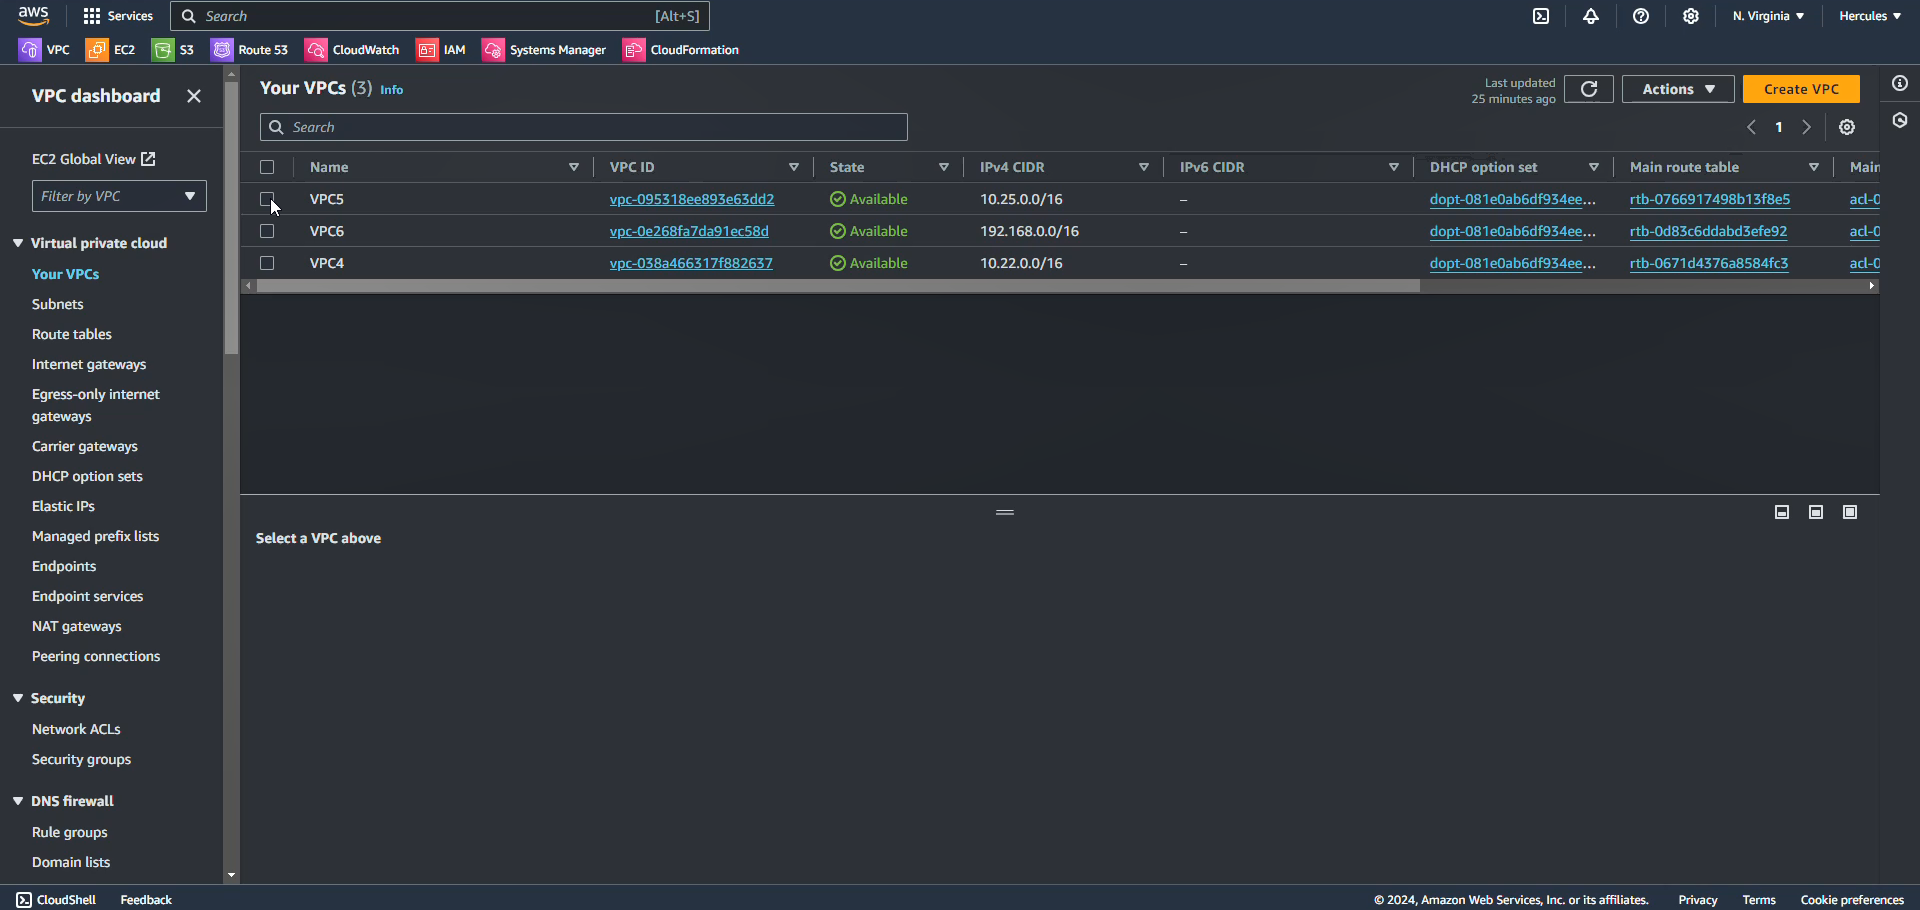 aws Services Search [Alt+S] N. Virginia Hercules
VPC EC2 S3 Route 53 CloudWatch IAM Systems Manager CloudFormation
VPC dashboard
EC2 Global View
Filter by VPC
Virtual private cloud
Your VPCs
Subnets
Route tables
Internet gateways
Egress-only internet
gateways
Carrier gateways
DHCP option sets
Elastic IPs
Managed prefix lists
Endpoints
Endpoint services
NAT gateways
Peering connections
Security
Network ACLs
Security groups
DNS firewall
Rule groups
Domain lists
Your VPCs (3) Info
Last updated
25 minutes ago
Actions
Create VPC
Search
1
Name VPC ID State IPv4 CIDR IPv6 CIDR DHCP option set Main route table Main
VPC5 vpc-095318ee893e63dd2 Available 10.25.0.0/16 – dopt-081e0ab6df934ee... rtb-0766917498b13f8e5 acl-0
VPC6 vpc-0e268fa7da91ec58d Available 192.168.0.0/16 – dopt-081e0ab6df934ee... rtb-0d83c6ddabd3efe92 acl-0
VPC4 vpc-038a466317f882637 Available 10.22.0.0/16 – dopt-081e0ab6df934ee... rtb-0671d4376a8584fc3 acl-0
Select a VPC above
CloudShell Feedback © 2024, Amazon Web Services, Inc. or its affiliates. Privacy Terms Cookie preferences